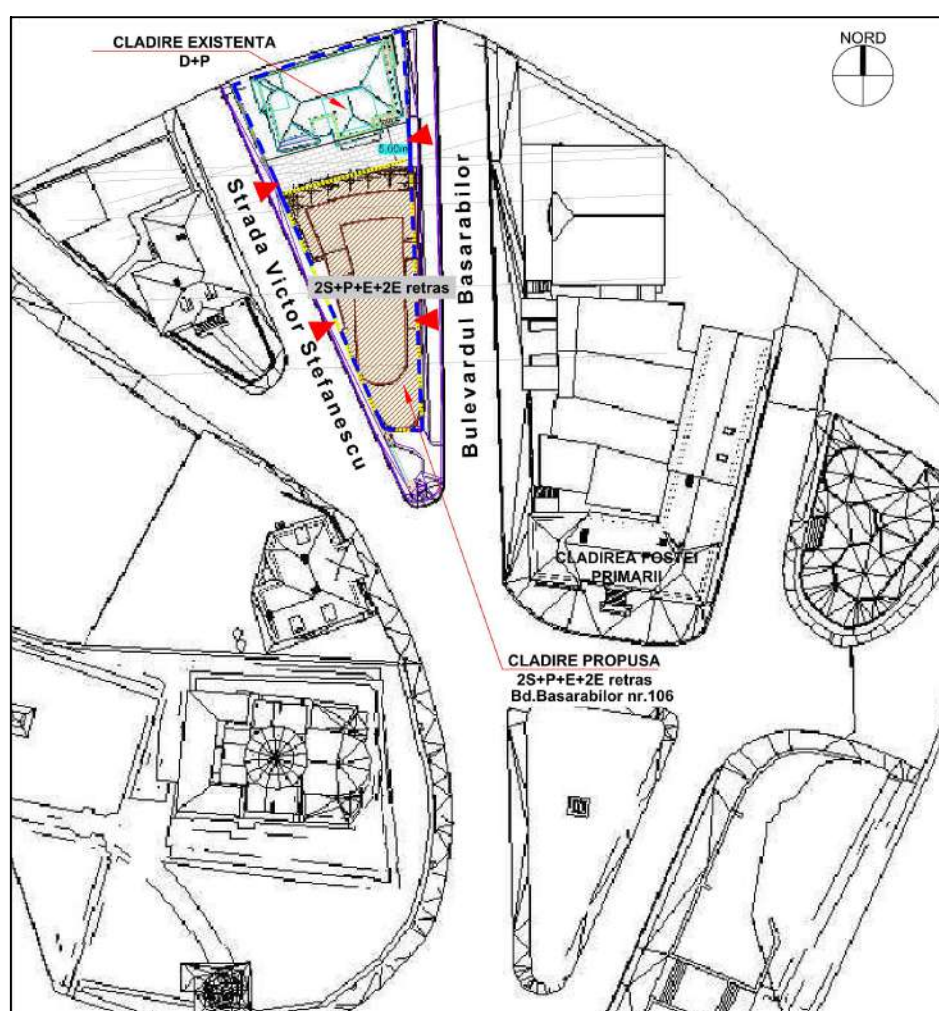 CLADIRE EXISTENTA
D+P
NORD
5,00m
Strada Victor Stefanescu
2S+P+E+2E retras
Bulevardul Basarabilor
CLADIREA FOSTEI
PRIMARII
CLADIRE PROPUSA
2S+P+E+2E retras
Bd.Basarabilor nr.106